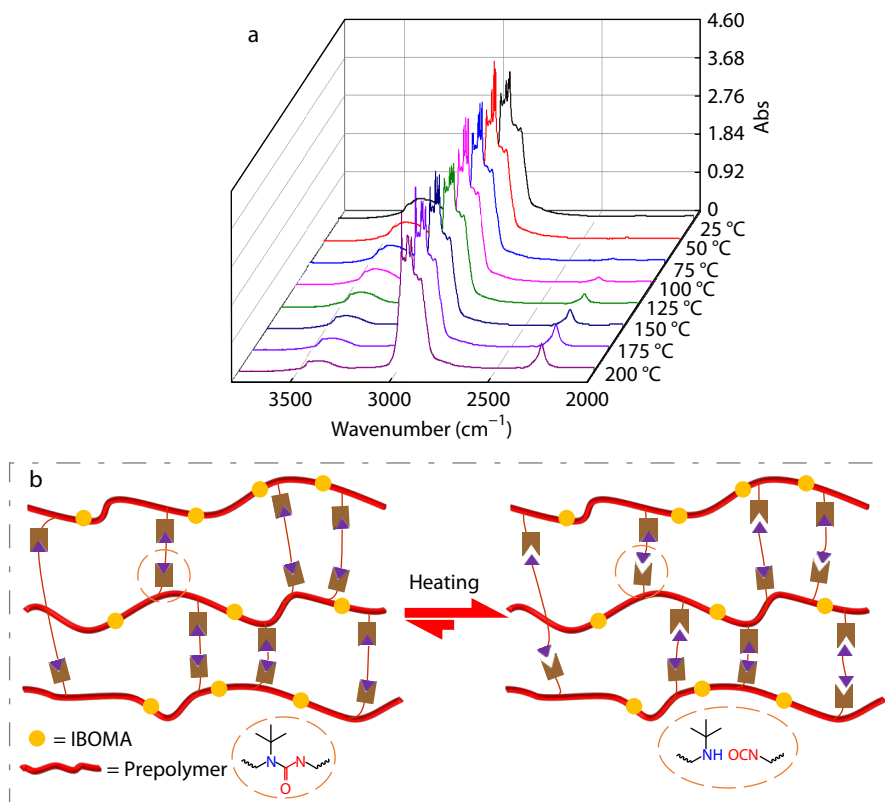 a
4.60
3.68
2.76
1.84
0.92
0
Abs
25 °C
50 °C
75 °C
100 °C
125 °C
150 °C
175 °C
200 °C
3500
3000
2500
2000
Wavenumber (cm⁻¹)
b
Heating
= IBOMA
= Prepolymer
N
N
O
NH
OCN